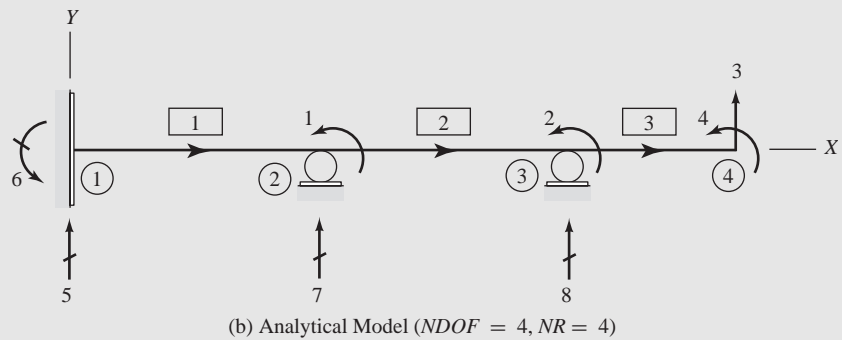 Y
3
1 1 2 2 3 4
X
6 1 2 3 4
5 7 8
(b) Analytical Model (NDOF = 4, NR = 4)